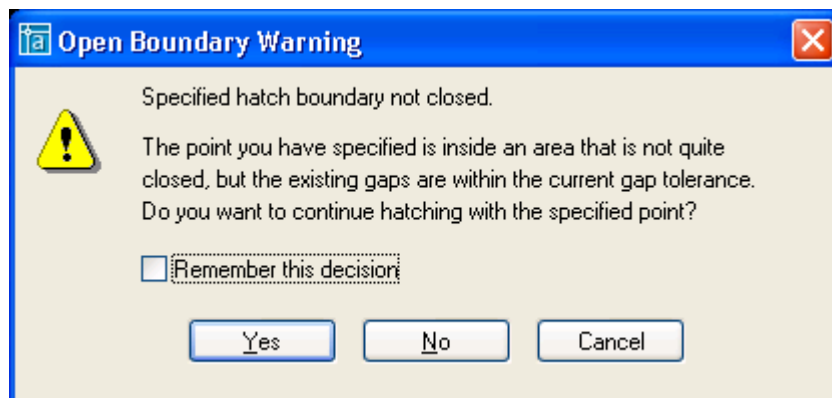 Open Boundary Warning
Specified hatch boundary not closed.
The point you have specified is inside an area that is not quite
closed, but the existing gaps are within the current gap tolerance.
Do you want to continue hatching with the specified point?
Remember this decision
Yes No Cancel